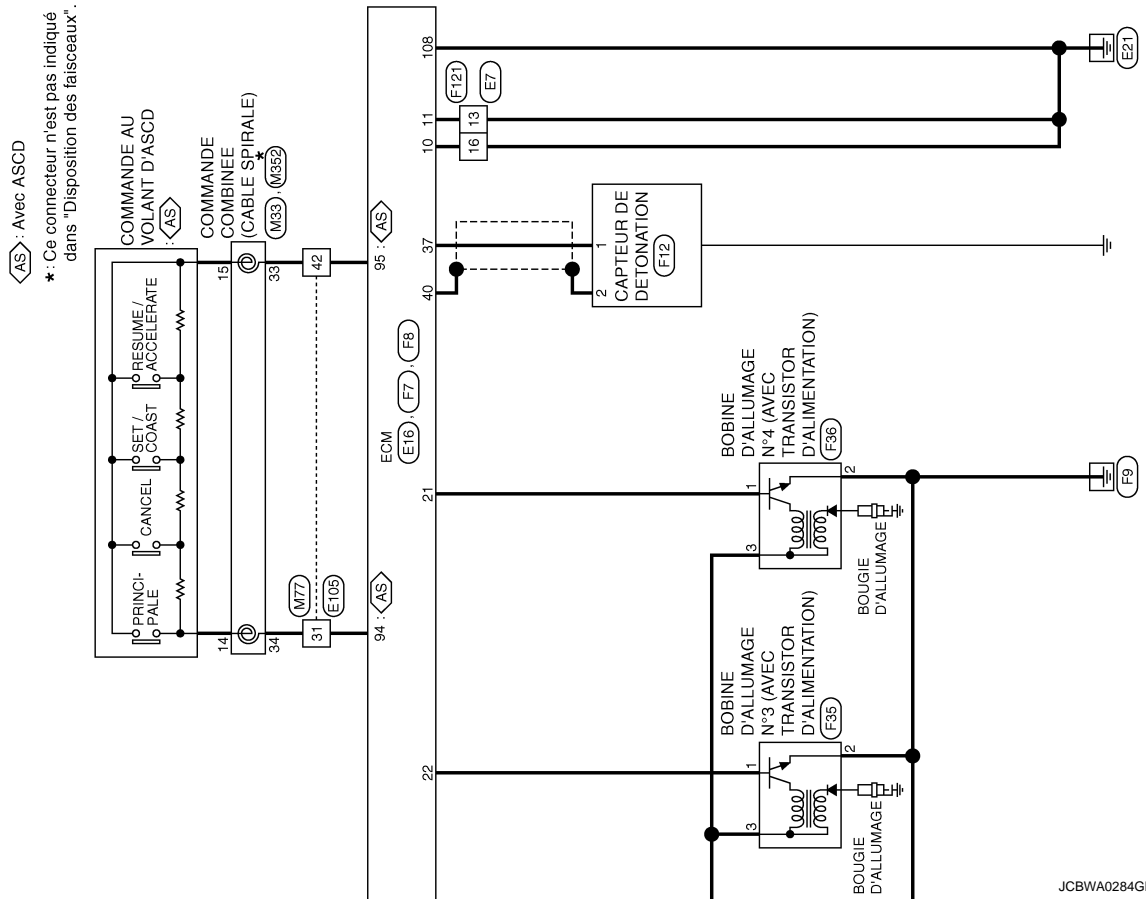 AS : Avec ASCD
*: Ce connecteur n'est pas indiqué
dans "Disposition des faisceaux".
COMMANDE AU
VOLANT D'ASCD
: AS
PRINCI-
PALE
CANCEL
SET /
COAST
RESUME /
ACCELERATE
COMMANDE
COMBINEE
(CABLE SPIRALE)
*
M33 , M352
14
15
34
33
31
42
M77
E105
94 : AS
95 : AS
ECM
E16 , F7 , F8
22
21
40
37
10
11
108
F121
E7
16
13
CAPTEUR DE
DETONATION
F12
2
1
E21
BOBINE
D'ALLUMAGE
N°3 (AVEC
TRANSISTOR
D'ALIMENTATION)
F35
1
2
3
BOUGIE
D'ALLUMAGE
BOBINE
D'ALLUMAGE
N°4 (AVEC
TRANSISTOR
D'ALIMENTATION)
F36
1
2
3
BOUGIE
D'ALLUMAGE
F9